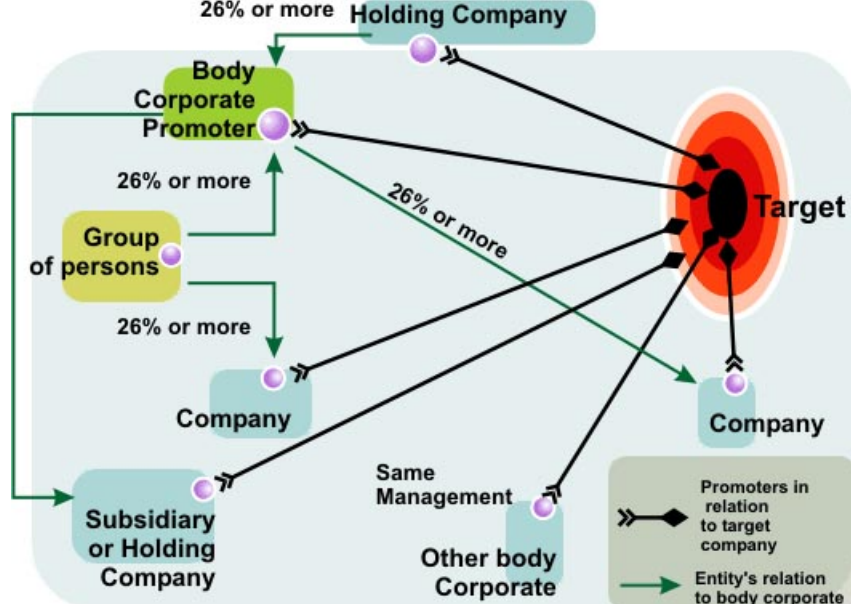 26% or more
Holding Company
Body
Corporate
Promoter
26% or more
26% or more
Target
Group
of persons
26% or more
Company
Company
Same
Management
Subsidiary
or Holding
Company
Other body
Corporate
Promoters in
relation
to target
company
Entity's relation
to body corporate